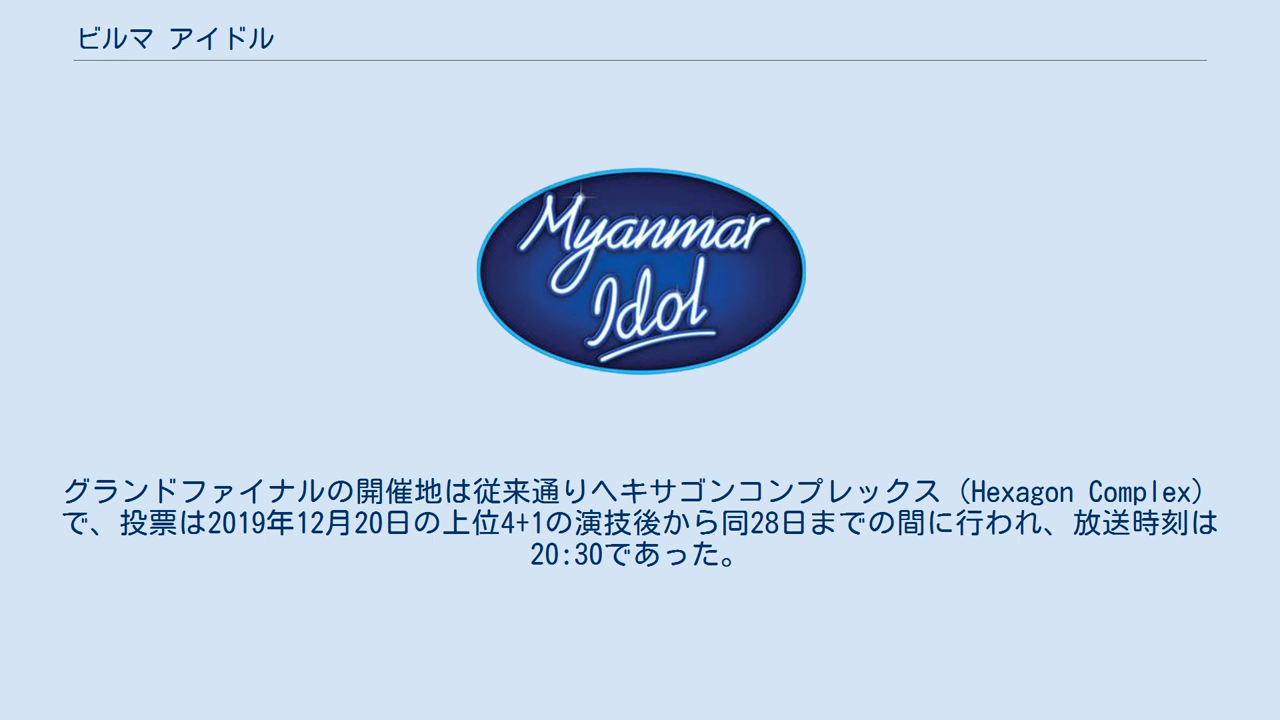 ビルマ アイドル
Myanmar
Idol
グランドファイナルの開催地は従来通りヘキサゴンコンプレックス（Hexagon Complex）
で、投票は2019年12月20日の上位4+1の演技後から同28日までの間に行われ、放送時刻は
20:30であった。